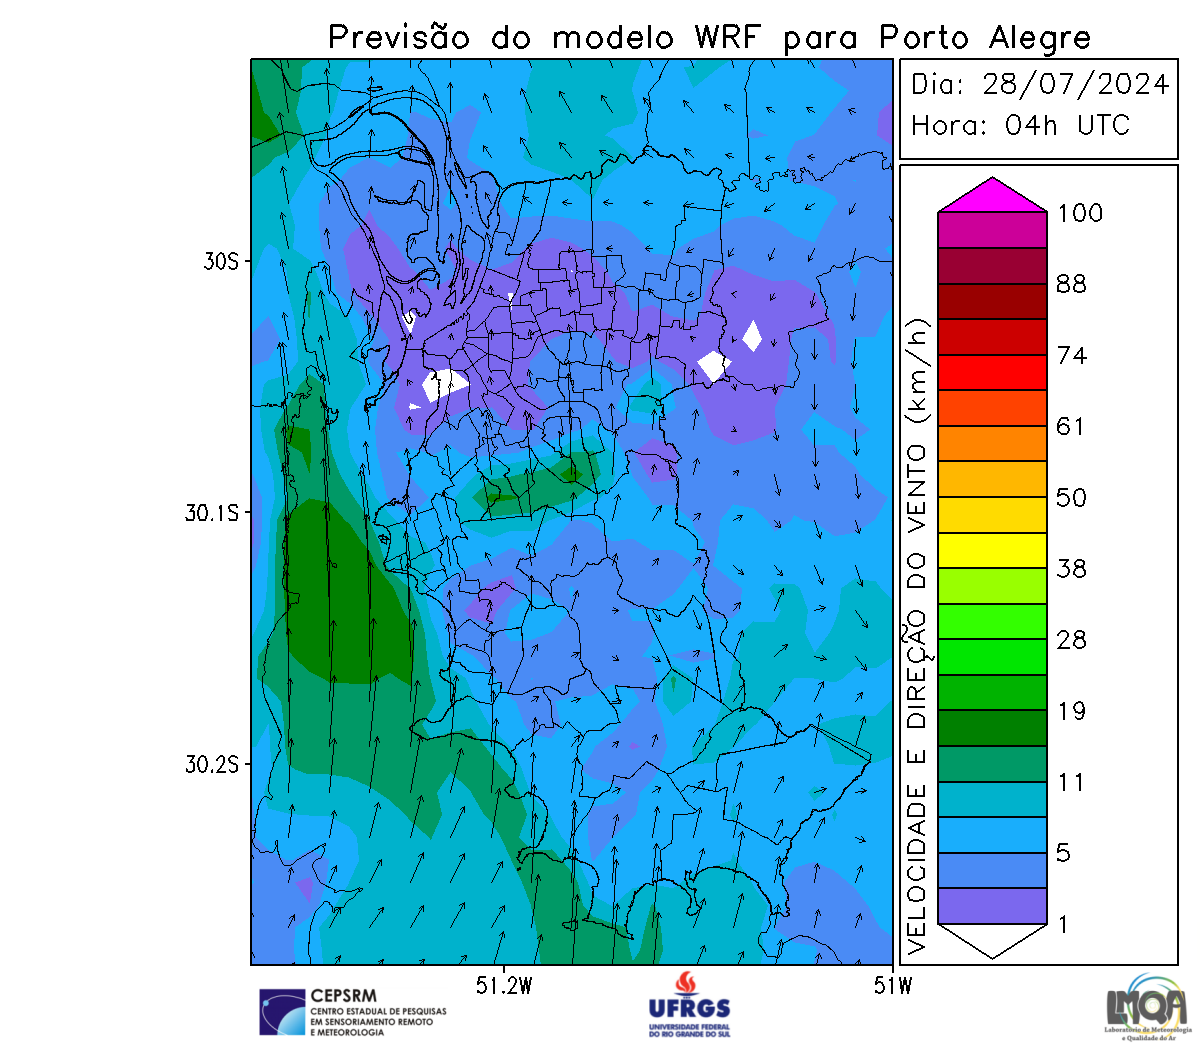 Previsão do modelo WRF para Porto Alegre
Dia: 28/07/2024
Hora: 04h UTC
100
88
74
61
50
38
28
19
11
5
1
VELOCIDADE E DIREÇÃO DO VENTO (km/h)
30S
30.1S
30.2S
51.2W
51W
CEPSRM
CENTRO ESTADUAL DE PESQUISAS
EM SENSORIAMENTO REMOTO
E METEOROLOGIA
UFRGS
UNIVERSIDADE FEDERAL
DO RIO GRANDE DO SUL
LMQA
Laboratório de Meteorologia
e Qualidade do Ar